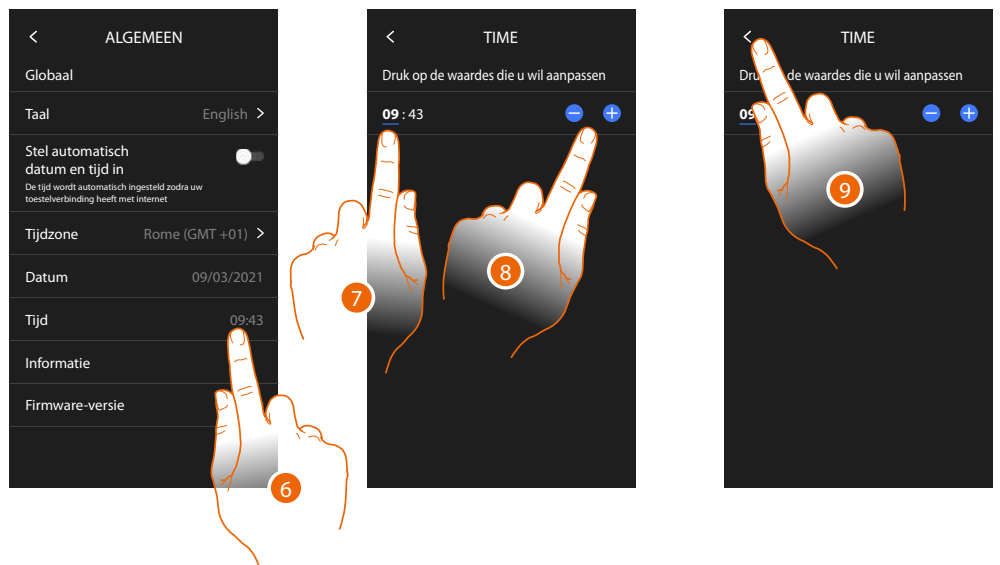 ALGEMEEN
Globaal
Taal English
Stel automatisch
datum en tijd in
De tijd wordt automatisch ingesteld zodra uw
toestelverbinding heeft met internet
Tijdzone Rome (GMT +01)
Datum 09/03/2021
Tijd 09:43
Informatie
Firmware-versie
6
TIME
Druk op de waardes die u wil aanpassen
09 : 43
7
8
TIME
Dru de waardes die u wil aanpassen
09
9